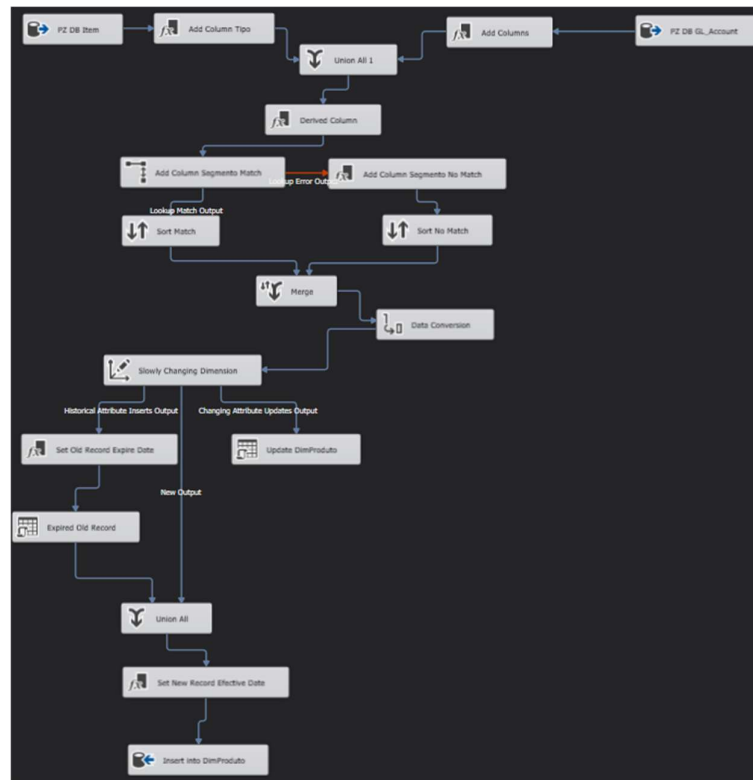 PZ DB Item
Add Column Tipo
Add Columns
PZ DB GL_Account
Union All 1
Derived Column
Add Column Segmento Match
Lookup Error Output
Add Column Segmento No Match
Lookup Match Output
Sort Match
Sort No Match
Merge
Data Conversion
Slowly Changing Dimension
Historical Attribute Inserts Output
Changing Attribute Updates Output
Set Old Record Expire Date
Update DimProduto
New Output
Expired Old Record
Union All
Set New Record Efective Date
Insert into DimProduto